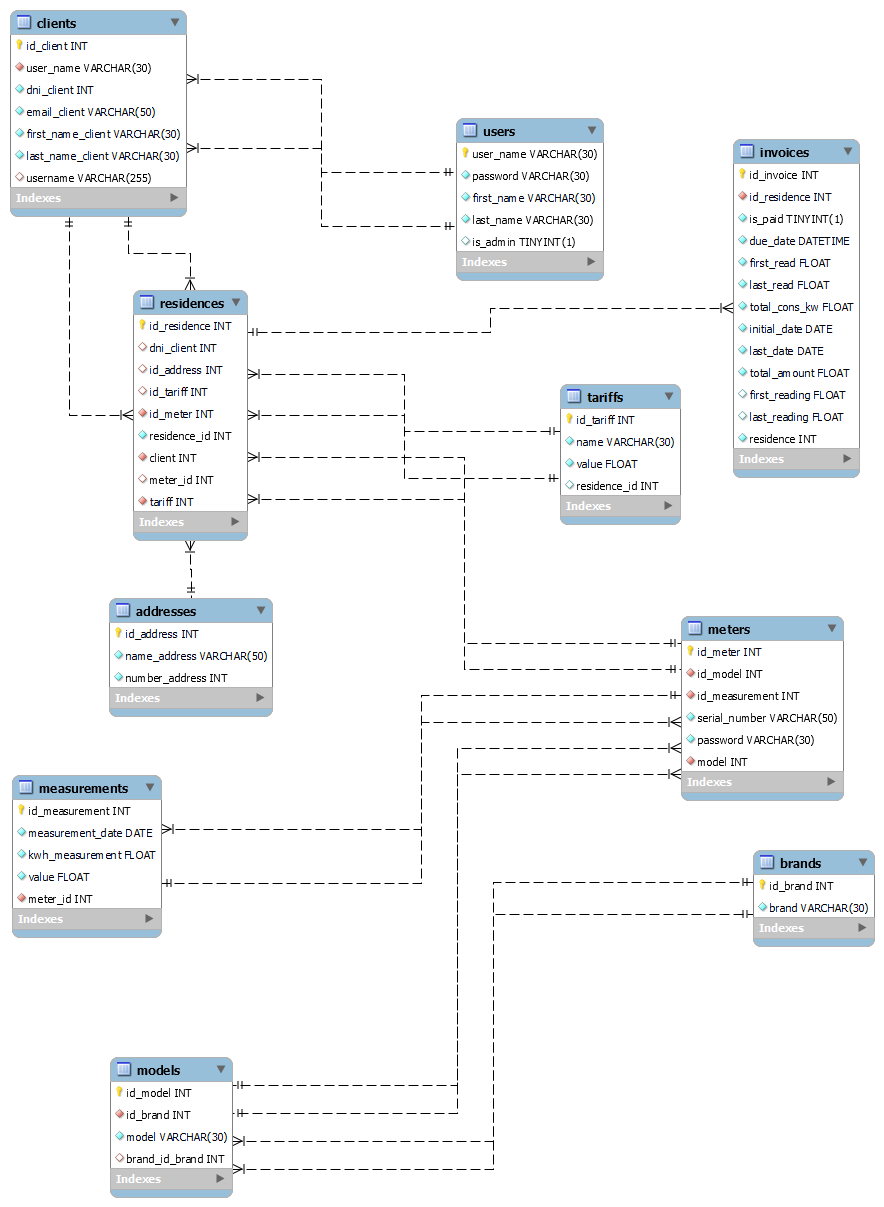 clients
id_client INT
user_name VARCHAR(30)
dni_client INT
email_client VARCHAR(50)
first_name_client VARCHAR(30)
last_name_client VARCHAR(30)
username VARCHAR(255)
Indexes
users
user_name VARCHAR(30)
password VARCHAR(30)
first_name VARCHAR(30)
last_name VARCHAR(30)
is_admin TINYINT(1)
Indexes
invoices
id_invoice INT
id_residence INT
is_paid TINYINT(1)
due_date DATETIME
first_read FLOAT
last_read FLOAT
total_cons_kw FLOAT
initial_date DATE
last_date DATE
total_amount FLOAT
first_reading FLOAT
last_reading FLOAT
residence INT
Indexes
residences
id_residence INT
dni_client INT
id_address INT
id_tariff INT
id_meter INT
residence_id INT
client INT
meter_id INT
tariff INT
Indexes
tariffs
id_tariff INT
name VARCHAR(30)
value FLOAT
residence_id INT
Indexes
addresses
id_address INT
name_address VARCHAR(50)
number_address INT
Indexes
meters
id_meter INT
id_model INT
id_measurement INT
serial_number VARCHAR(50)
password VARCHAR(30)
model INT
Indexes
measurements
id_measurement INT
measurement_date DATE
kwh_measurement FLOAT
value FLOAT
meter_id INT
Indexes
brands
id_brand INT
brand VARCHAR(30)
Indexes
models
id_model INT
id_brand INT
model VARCHAR(30)
brand_id_brand INT
Indexes